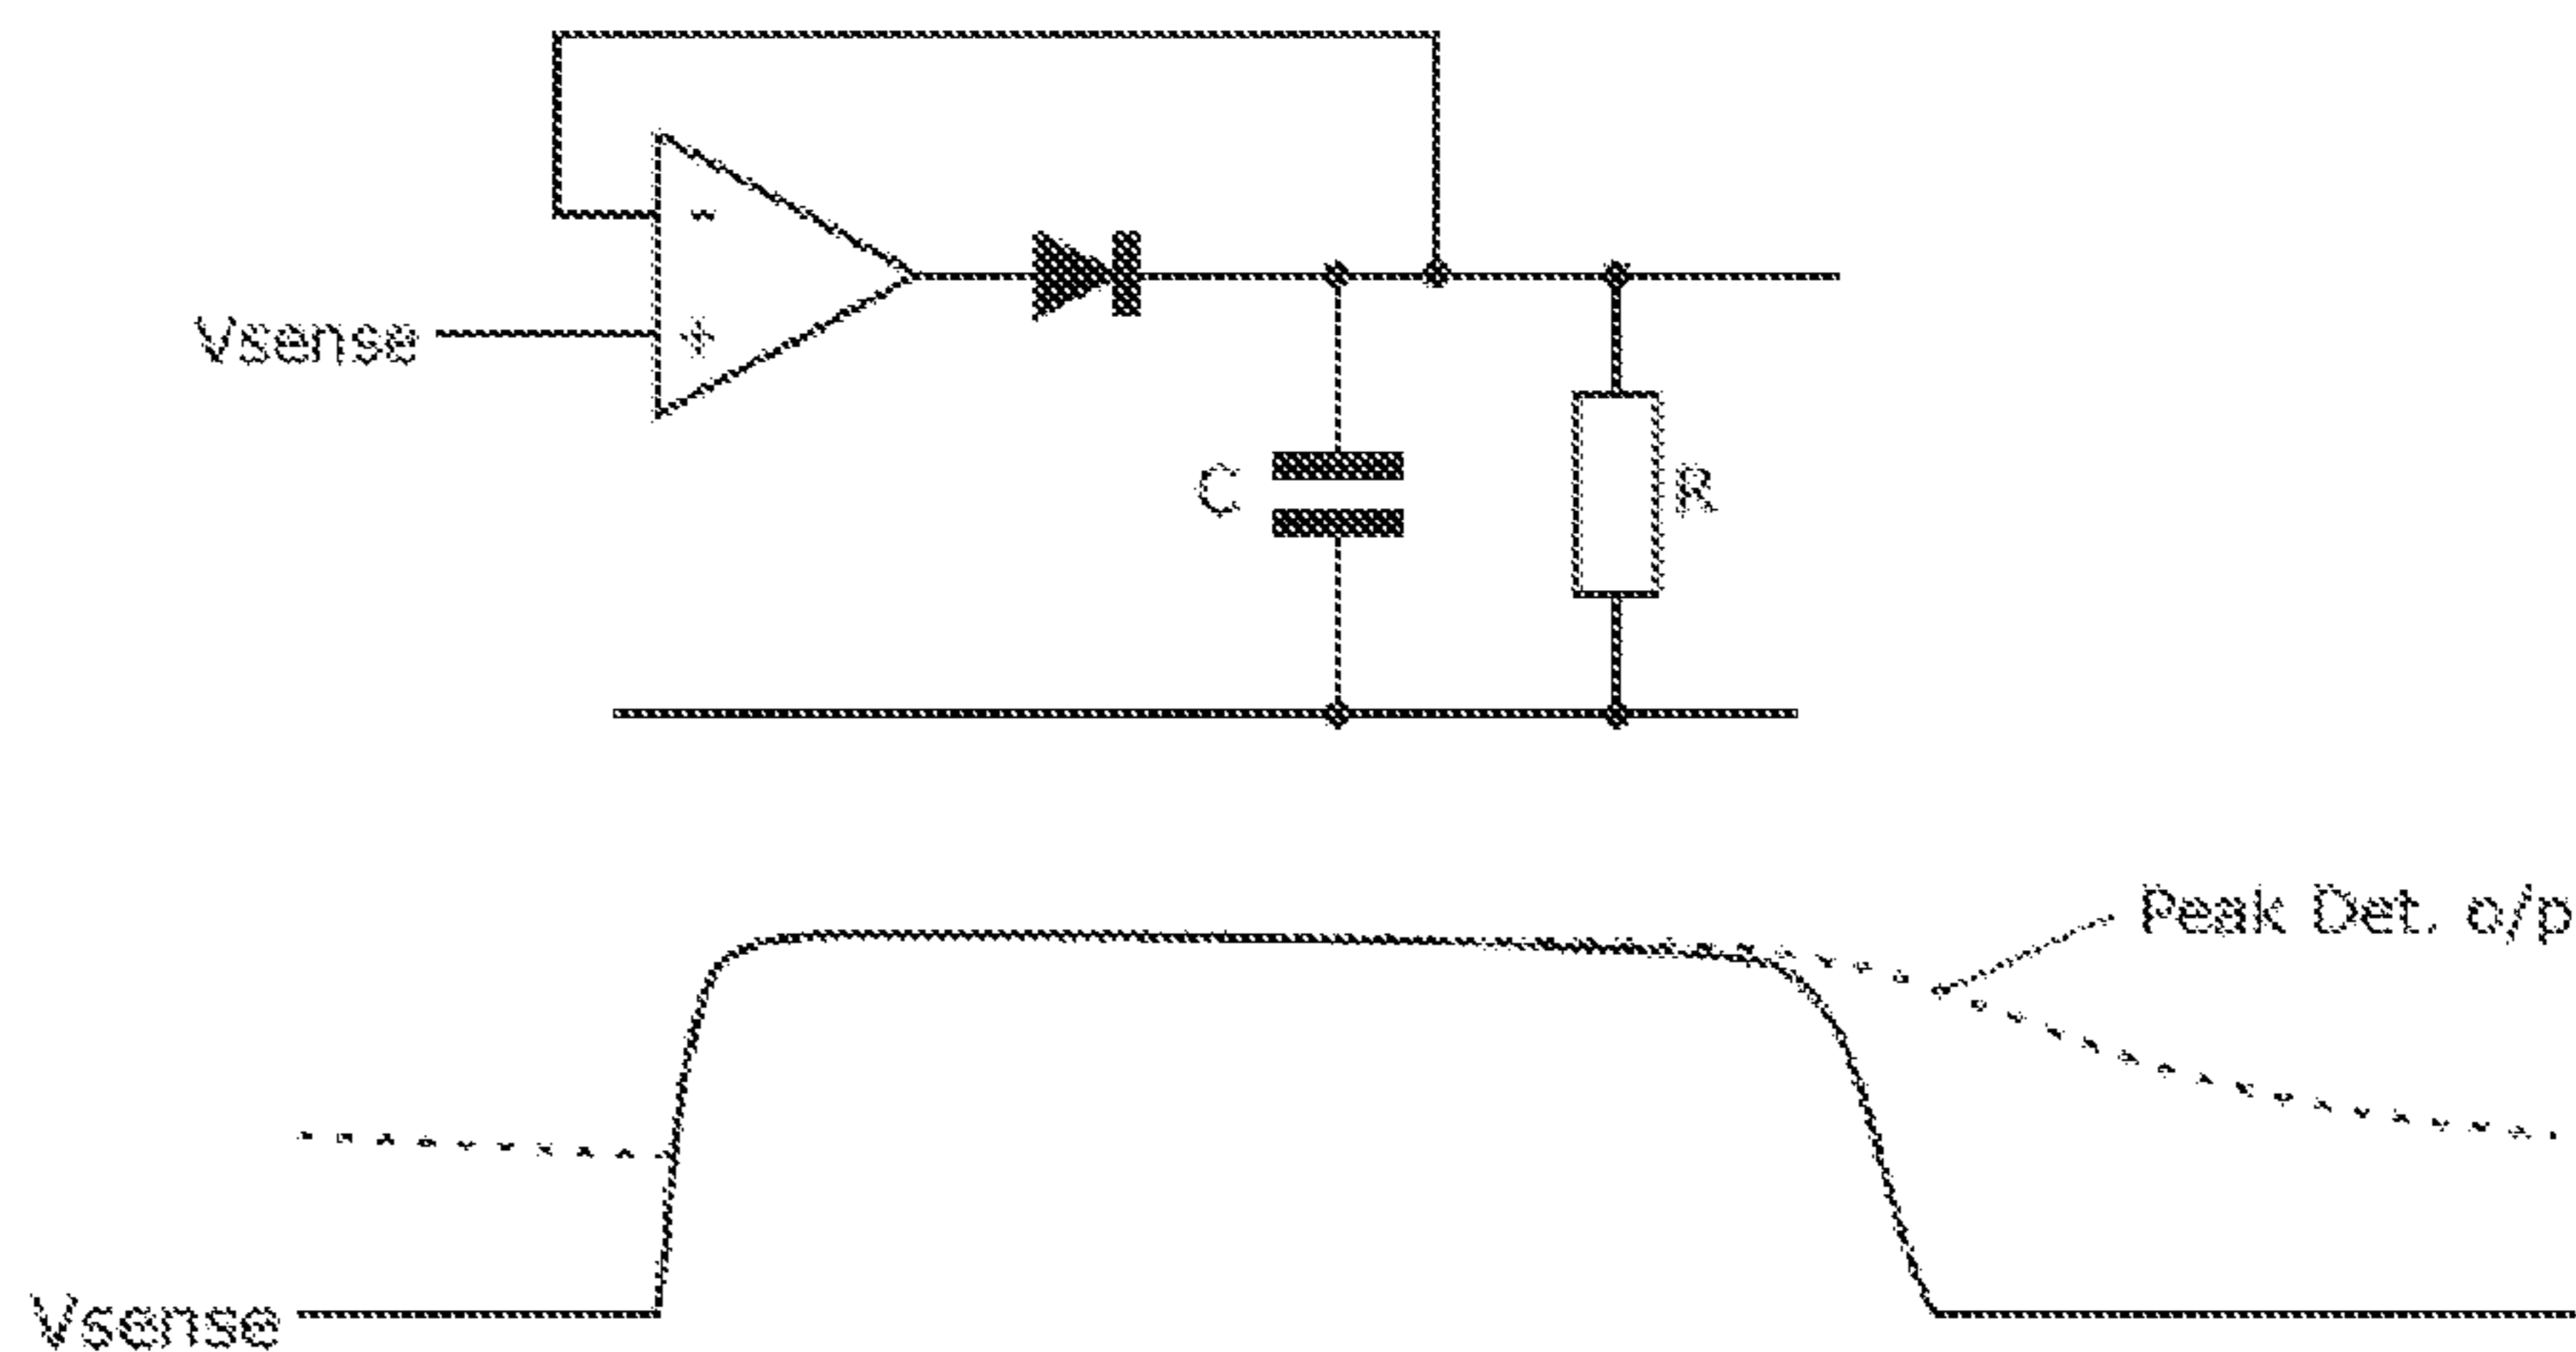 -
Vsense +
C
R
Peak Det. o/p
Vsense